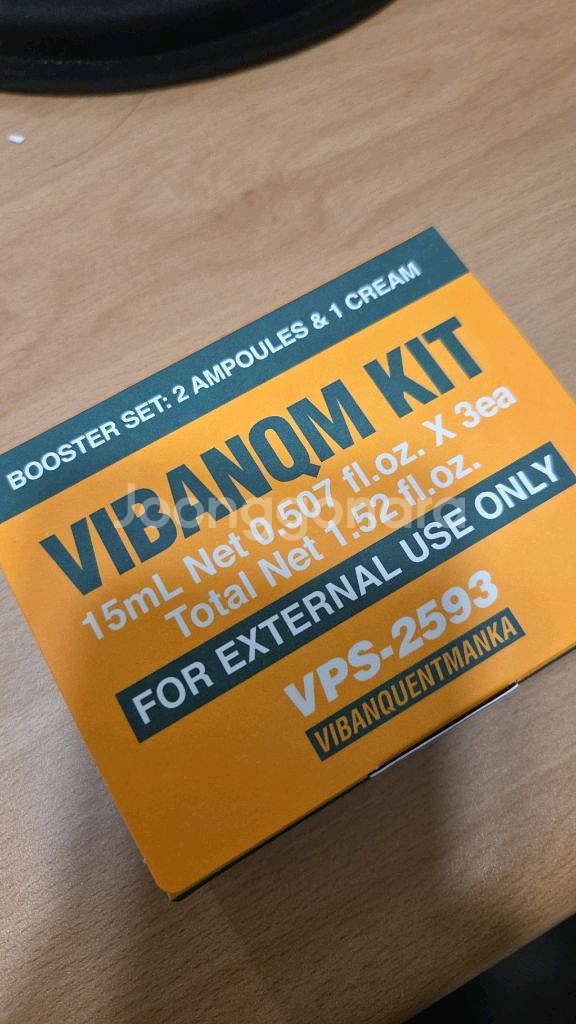 BOOSTER SET: 2 AMPOULES & 1 CREAM
VIBANQM KIT
15mL Net 0.507 fl.oz. X 3ea
Total Net 1.52 fl.oz.
Joonggonara
FOR EXTERNAL USE ONLY
VPS-2593
VIBANQUENTMANKA